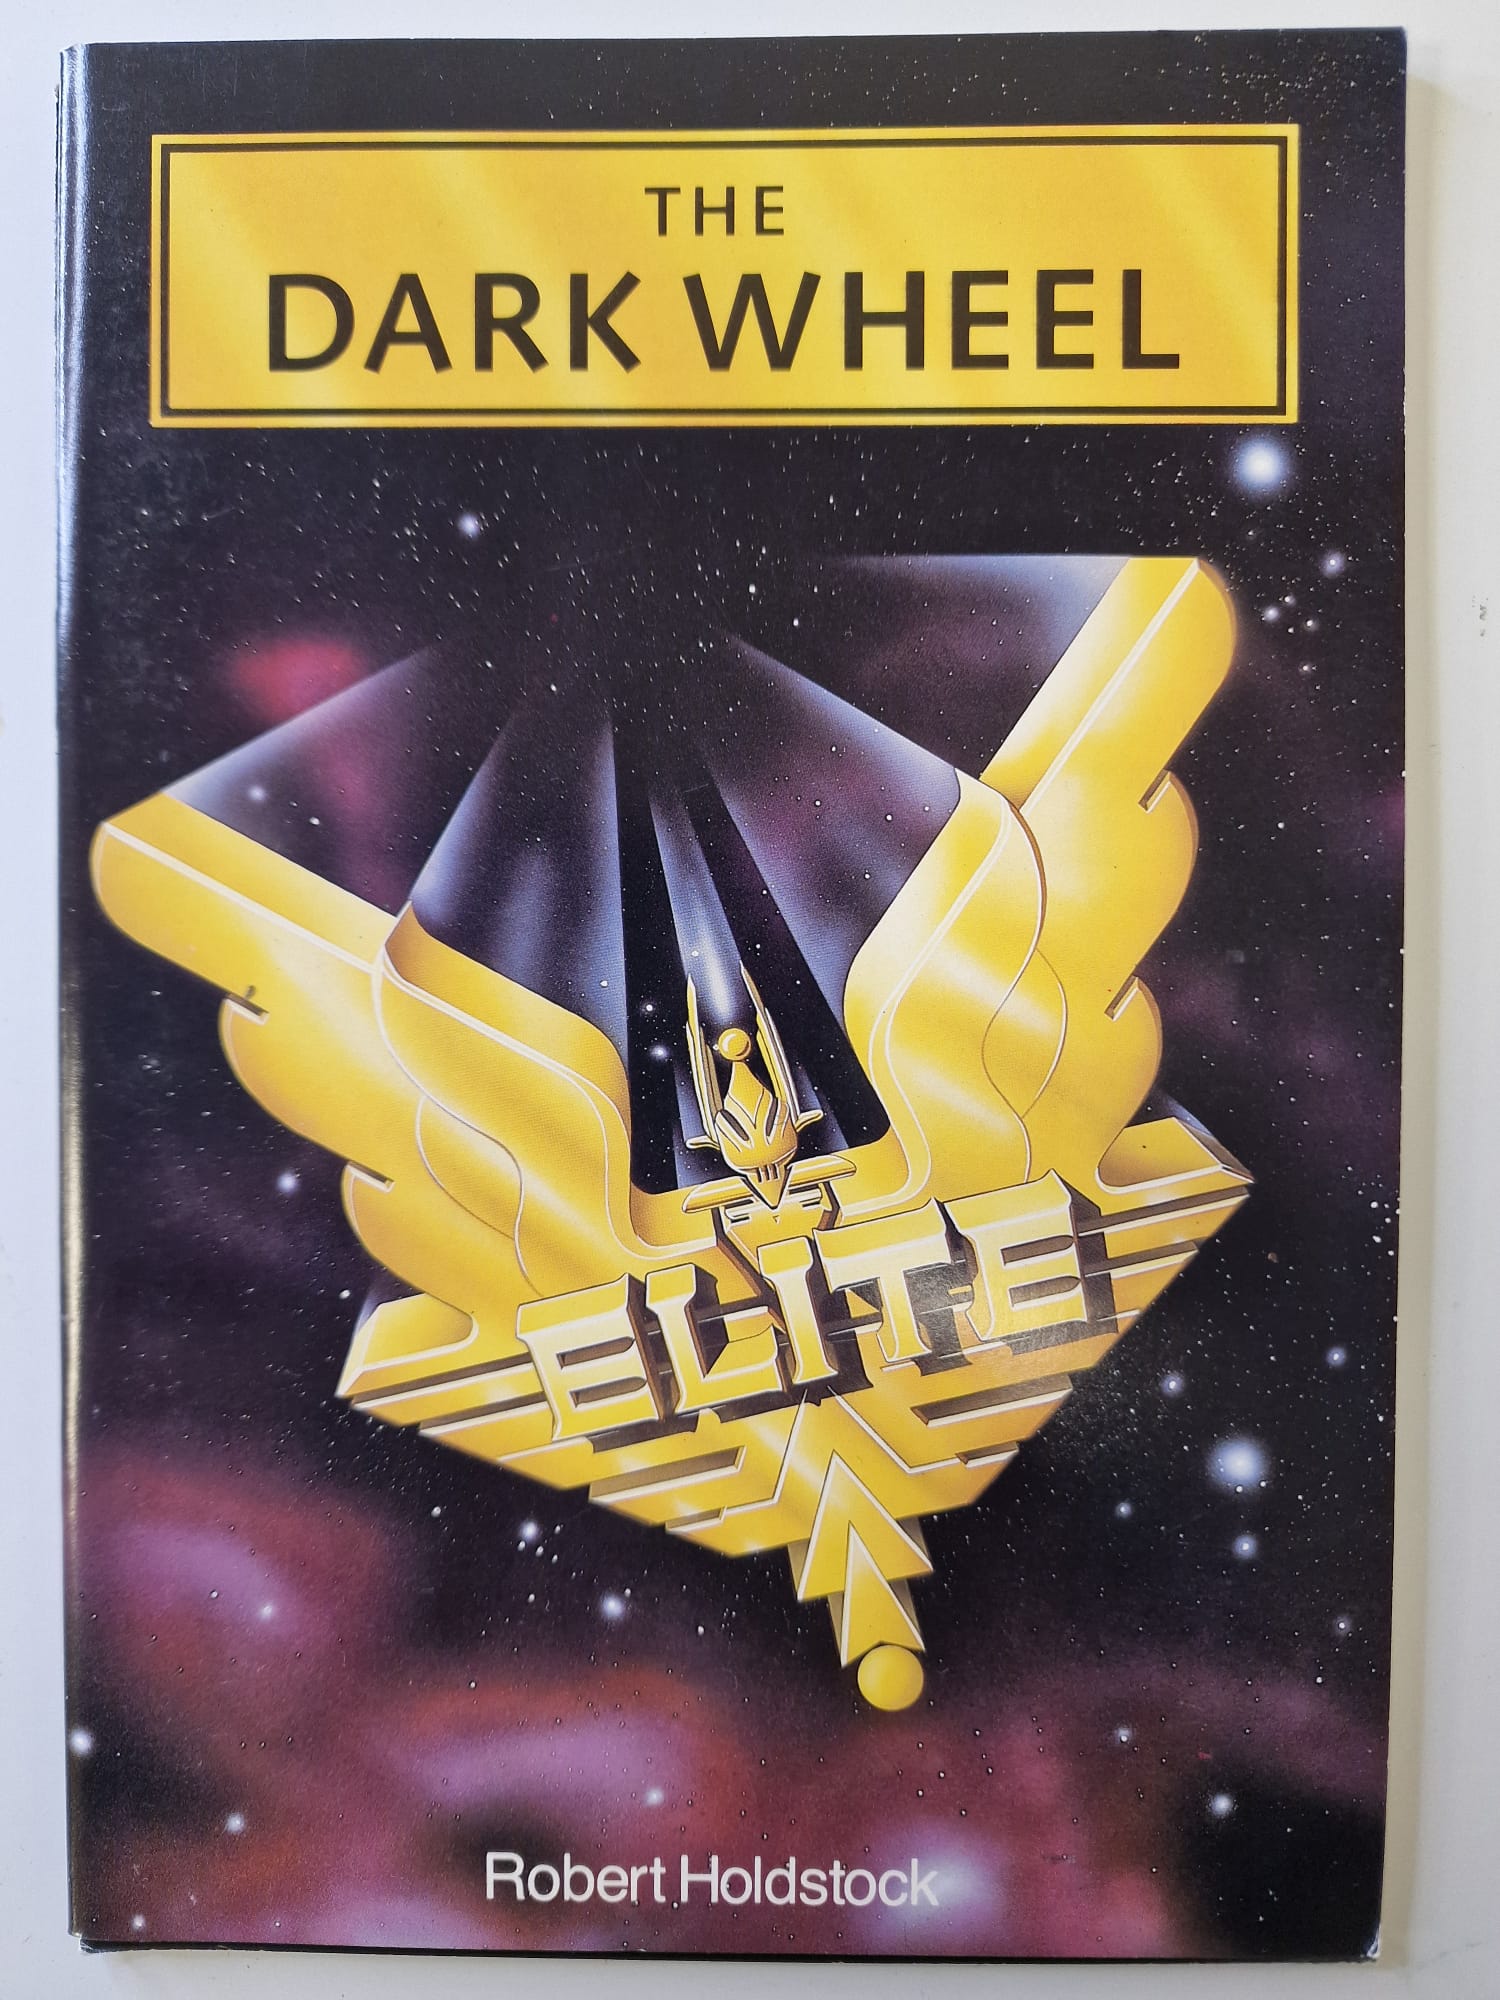 THE
DARK WHEEL
ELITE
Robert Holdstock